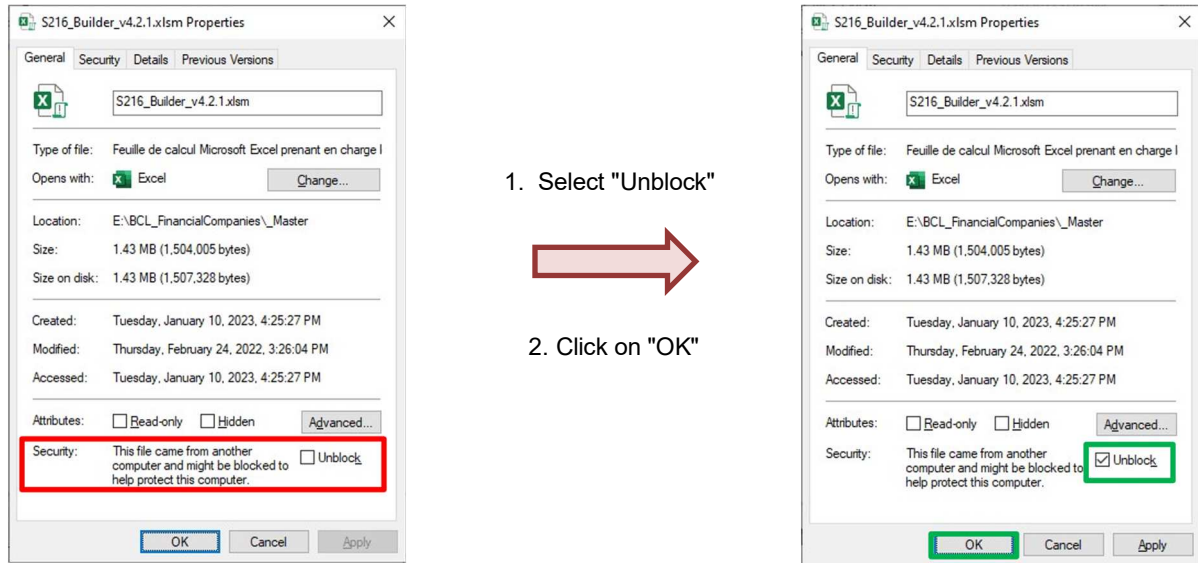 S216_Builder_v4.2.1.xlsm Properties
General Security Details Previous Versions
S216_Builder_v4.2.1.xlsm
Type of file: Feuille de calcul Microsoft Excel prenant en charge l
Opens with: Excel Change...
Location: E:\BCL_FinancialCompanies\_Master
Size: 1.43 MB (1,504,005 bytes)
Size on disk: 1.43 MB (1,507,328 bytes)
Created: Tuesday, January 10, 2023, 4:25:27 PM
Modified: Thursday, February 24, 2022, 3:26:04 PM
Accessed: Tuesday, January 10, 2023, 4:25:27 PM
Attributes: Read-only Hidden Advanced...
Security: This file came from another
computer and might be blocked to
help protect this computer.
Unblock
OK Cancel Apply
1. Select "Unblock"
2. Click on "OK"
S216_Builder_v4.2.1.xlsm Properties
General Security Details Previous Versions
S216_Builder_v4.2.1.xlsm
Type of file: Feuille de calcul Microsoft Excel prenant en charge l
Opens with: Excel Change...
Location: E:\BCL_FinancialCompanies\_Master
Size: 1.43 MB (1,504,005 bytes)
Size on disk: 1.43 MB (1,507,328 bytes)
Created: Tuesday, January 10, 2023, 4:25:27 PM
Modified: Thursday, February 24, 2022, 3:26:04 PM
Accessed: Tuesday, January 10, 2023, 4:25:27 PM
Attributes: Read-only Hidden Advanced...
Security: This file came from another
computer and might be blocked to
help protect this computer.
Unblock
OK Cancel Apply